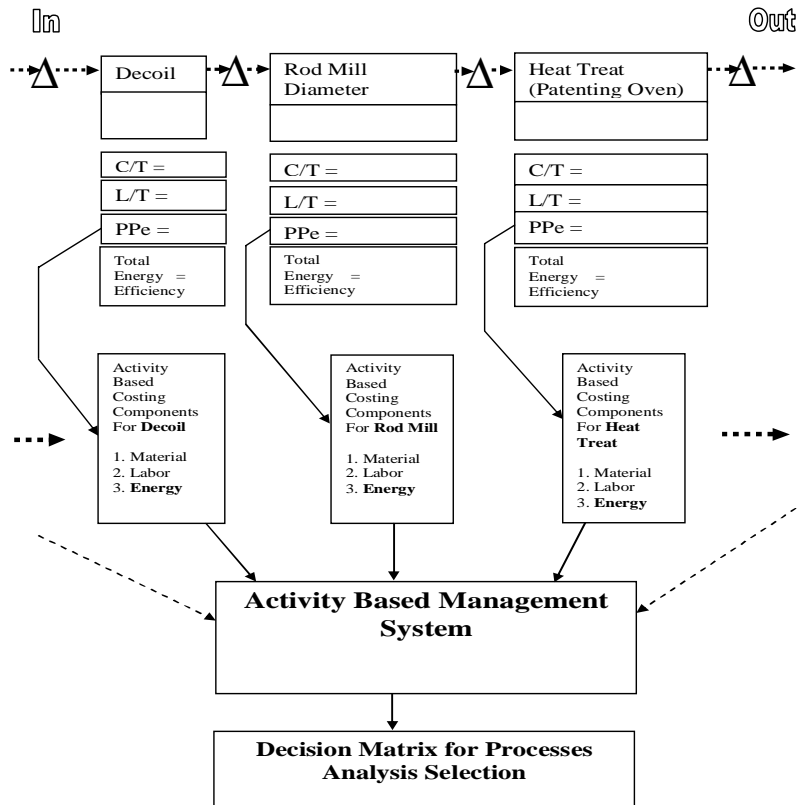 In
Out
Δ
Decoil
Δ
Rod Mill
Diameter
Δ
Heat Treat
(Patenting Oven)
Δ
C/T =
L/T =
PPe =
Total
Energy =
Efficiency
C/T =
L/T =
PPe =
Total
Energy =
Efficiency
C/T =
L/T =
PPe =
Total
Energy =
Efficiency
Activity
Based
Costing
Components
For Decoil
1. Material
2. Labor
3. Energy
Activity
Based
Costing
Components
For Rod Mill
1. Material
2. Labor
3. Energy
Activity
Based
Costing
Components
For Heat
Treat
1. Material
2. Labor
3. Energy
Activity Based Management
System
Decision Matrix for Processes
Analysis Selection